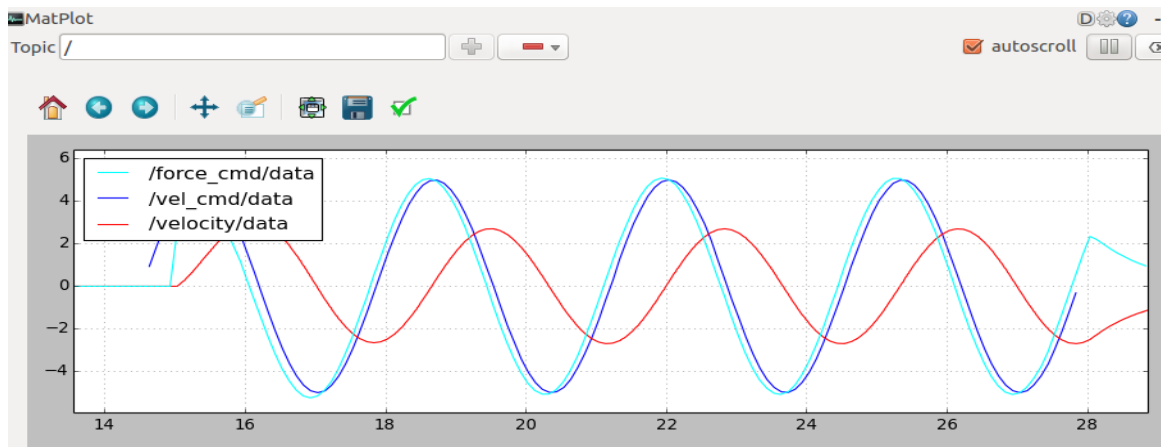 MatPlot
D
?
Topic /
autoscroll
/force_cmd/data
/vel_cmd/data
/velocity/data
6
4
2
0
−2
−4
14 16 18 20 22 24 26 28